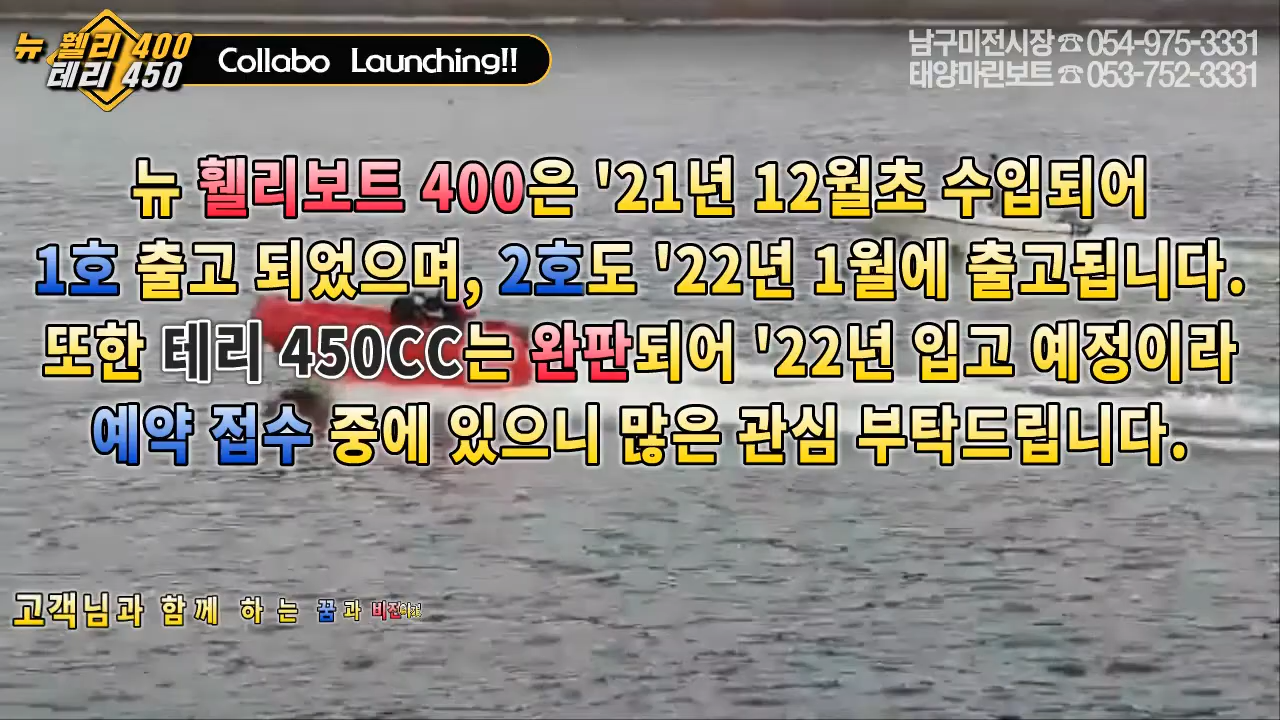 뉴 휄리 400
테리 450
Collabo Launching!!
남구미전시장☎054-975-3331
태양마린보트☎053-752-3331
뉴 휄리보트 400은 '21년 12월초 수입되어
1호 출고 되었으며, 2호도 '22년 1월에 출고됩니다.
또한 테리 450CC는 완판되어 '22년 입고 예정이라
예약 접수 중에 있으니 많은 관심 부탁드립니다.
고객님과 함께 하 는 꿈과 비전